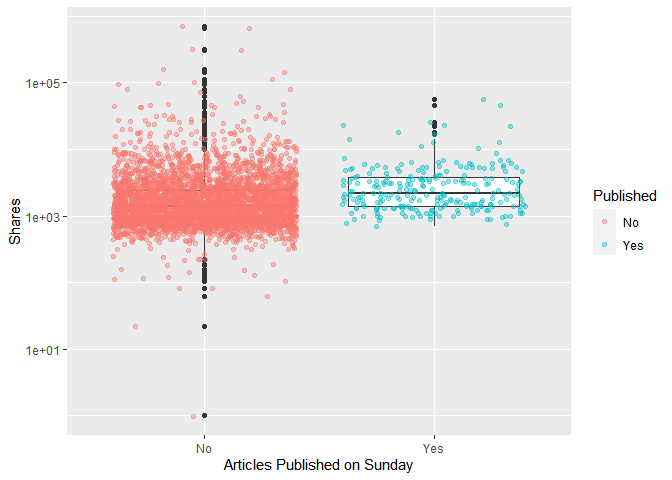 1e+05
1e+03
1e+01
Shares
No
Yes
Articles Published on Sunday
Published
No
Yes